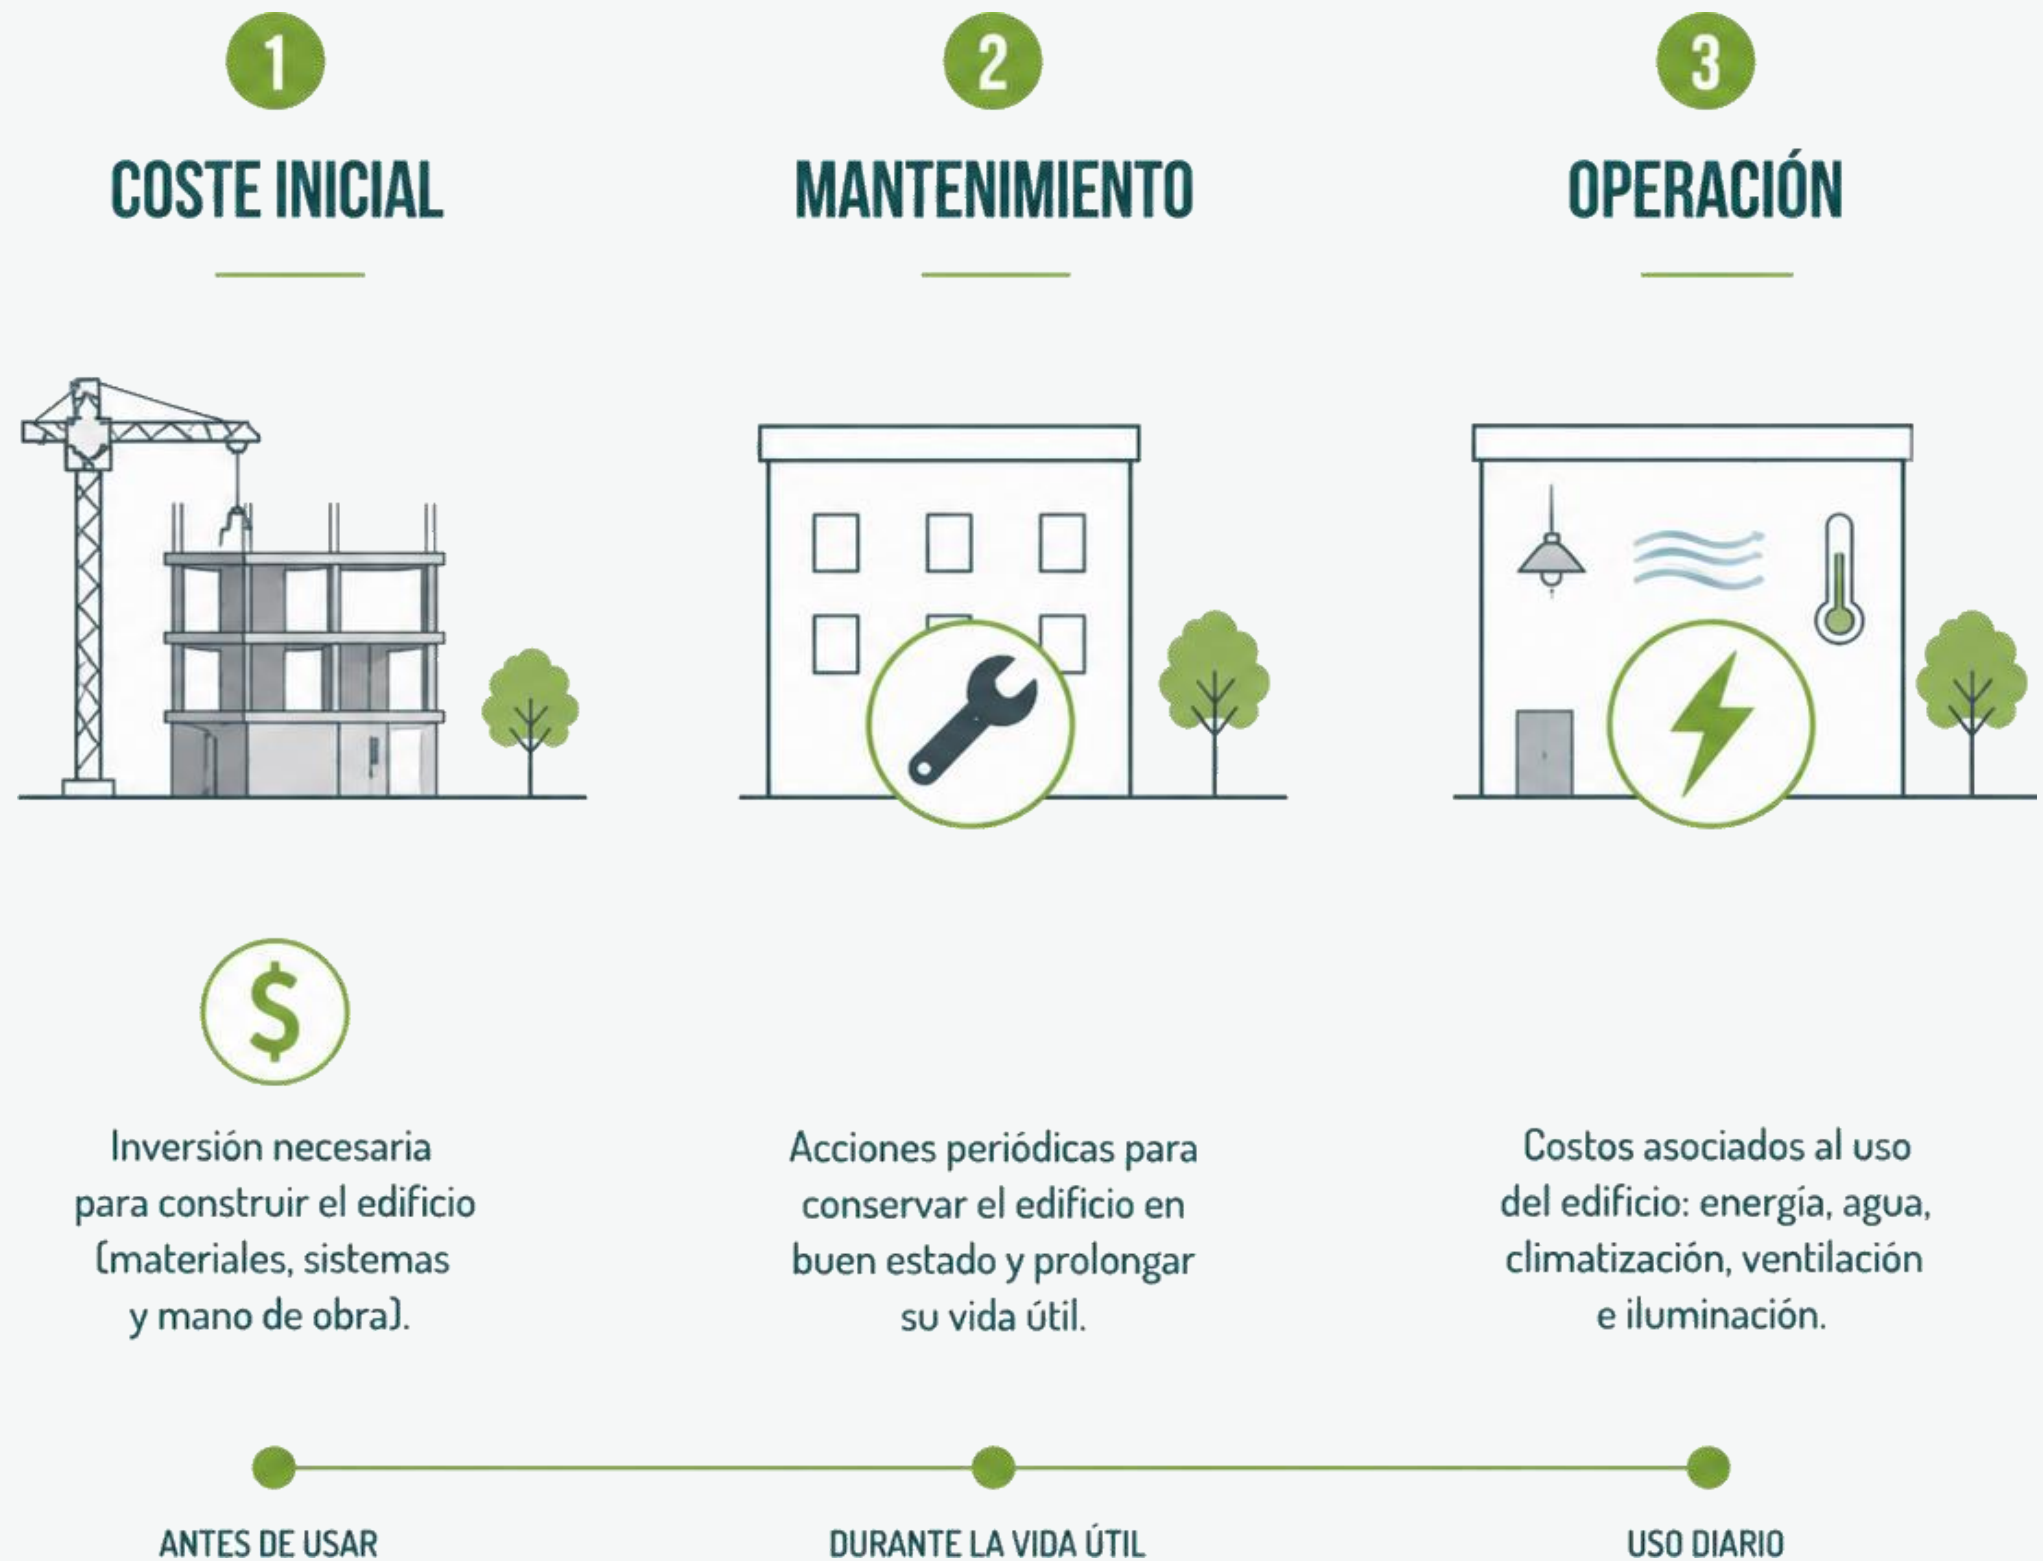 1
COSTE INICIAL
$
Inversión necesaria
para construir el edificio
(materiales, sistemas
y mano de obra).
ANTES DE USAR
2
MANTENIMIENTO
Acciones periódicas para
conservar el edificio en
buen estado y prolongar
su vida útil.
DURANTE LA VIDA ÚTIL
3
OPERACIÓN
Costos asociados al uso
del edificio: energía, agua,
climatización, ventilación
e iluminación.
USO DIARIO